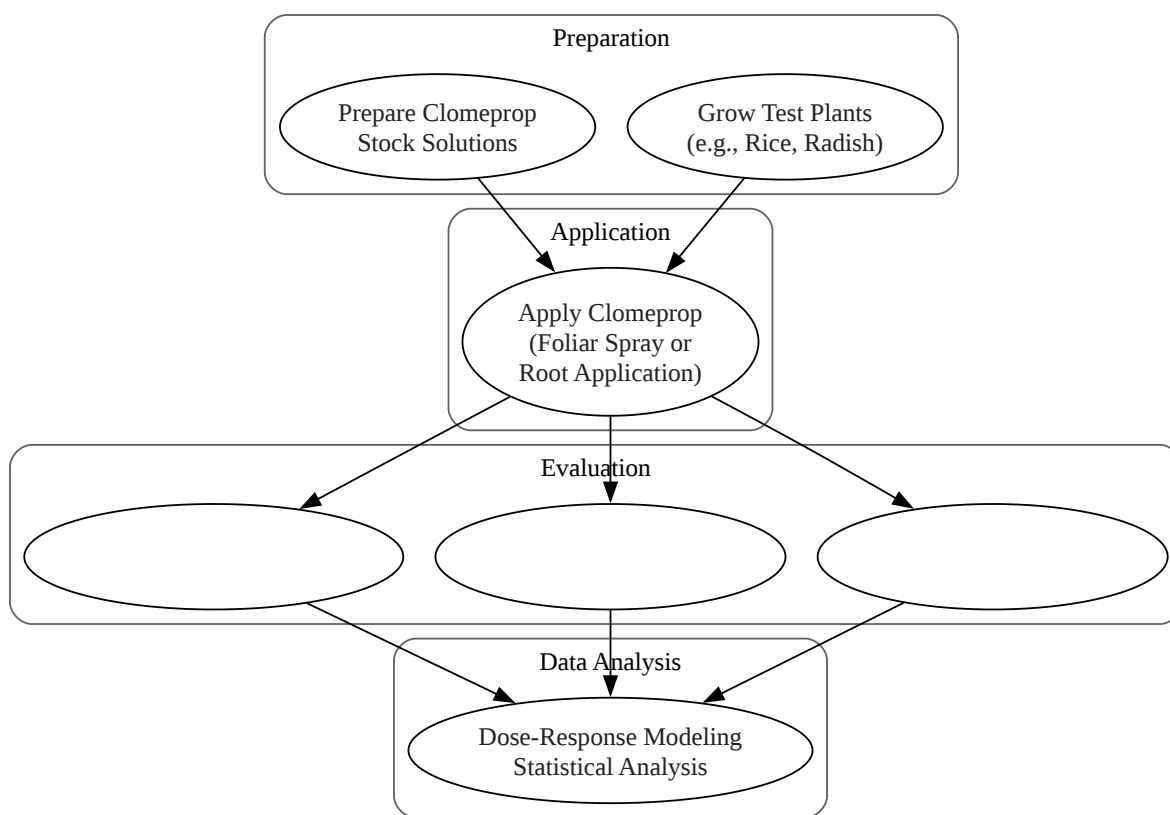 Preparation
Prepare Clomeprop
Stock Solutions
Grow Test Plants
(e.g., Rice, Radish)
Application
Apply Clomeprop
(Foliar Spray or
Root Application)
Evaluation
Data Analysis
Dose-Response Modeling
Statistical Analysis